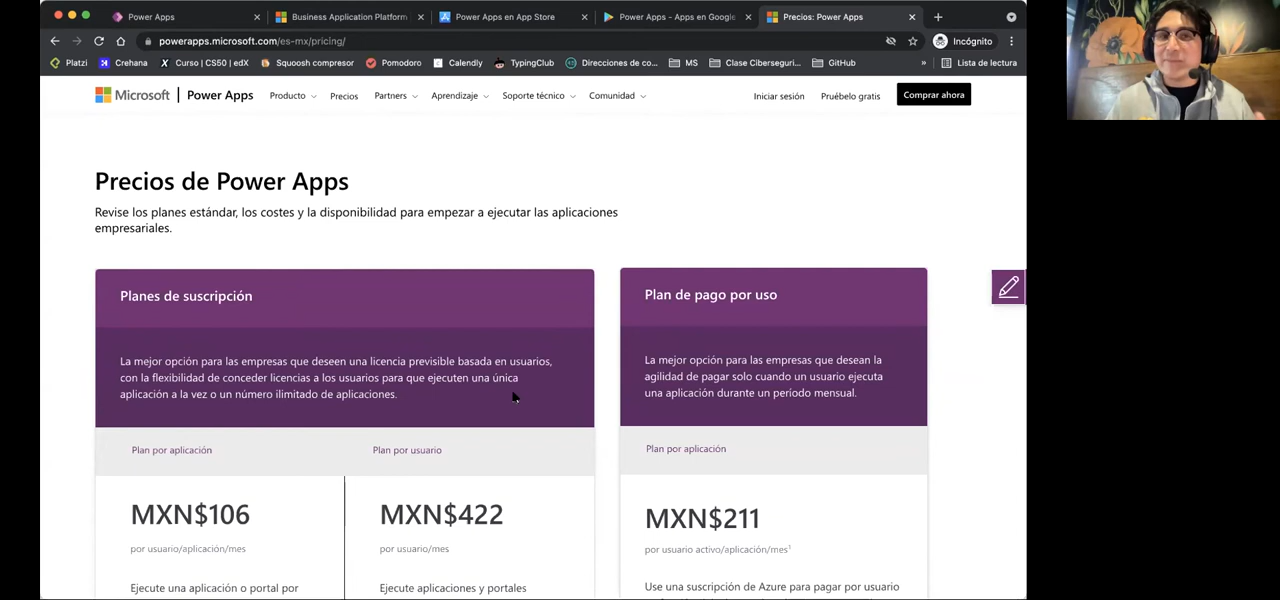 Power Apps
Business Application Platform
Power Apps en App Store
Power Apps - Apps en Google
Precios: Power Apps
powerapps.microsoft.com/es-mx/pricing/
Incógnito
Platzi
Crehana
Curso | CS50 | edX
Squoosh compresor
Pomodoro
Calendly
TypingClub
Direcciones de co...
MS
Clase Ciberseguri...
GitHub
»
Lista de lectura
Microsoft
Power Apps
Producto
Precios
Partners
Aprendizaje
Soporte técnico
Comunidad
Iniciar sesión
Pruébelo gratis
Comprar ahora
Precios de Power Apps
Revise los planes estándar, los costes y la disponibilidad para empezar a ejecutar las aplicaciones
empresariales.
Planes de suscripción
La mejor opción para las empresas que deseen una licencia previsible basada en usuarios,
con la flexibilidad de conceder licencias a los usuarios para que ejecuten una única
aplicación a la vez o un número ilimitado de aplicaciones.
Plan por aplicación
MXN$106
por usuario/aplicación/mes
Ejecute una aplicación o portal por
Plan por usuario
MXN$422
por usuario/mes
Ejecute aplicaciones y portales
Plan de pago por uso
La mejor opción para las empresas que desean la
agilidad de pagar solo cuando un usuario ejecuta
una aplicación durante un período mensual.
Plan por aplicación
MXN$211
por usuario activo/aplicación/mes¹
Use una suscripción de Azure para pagar por usuario